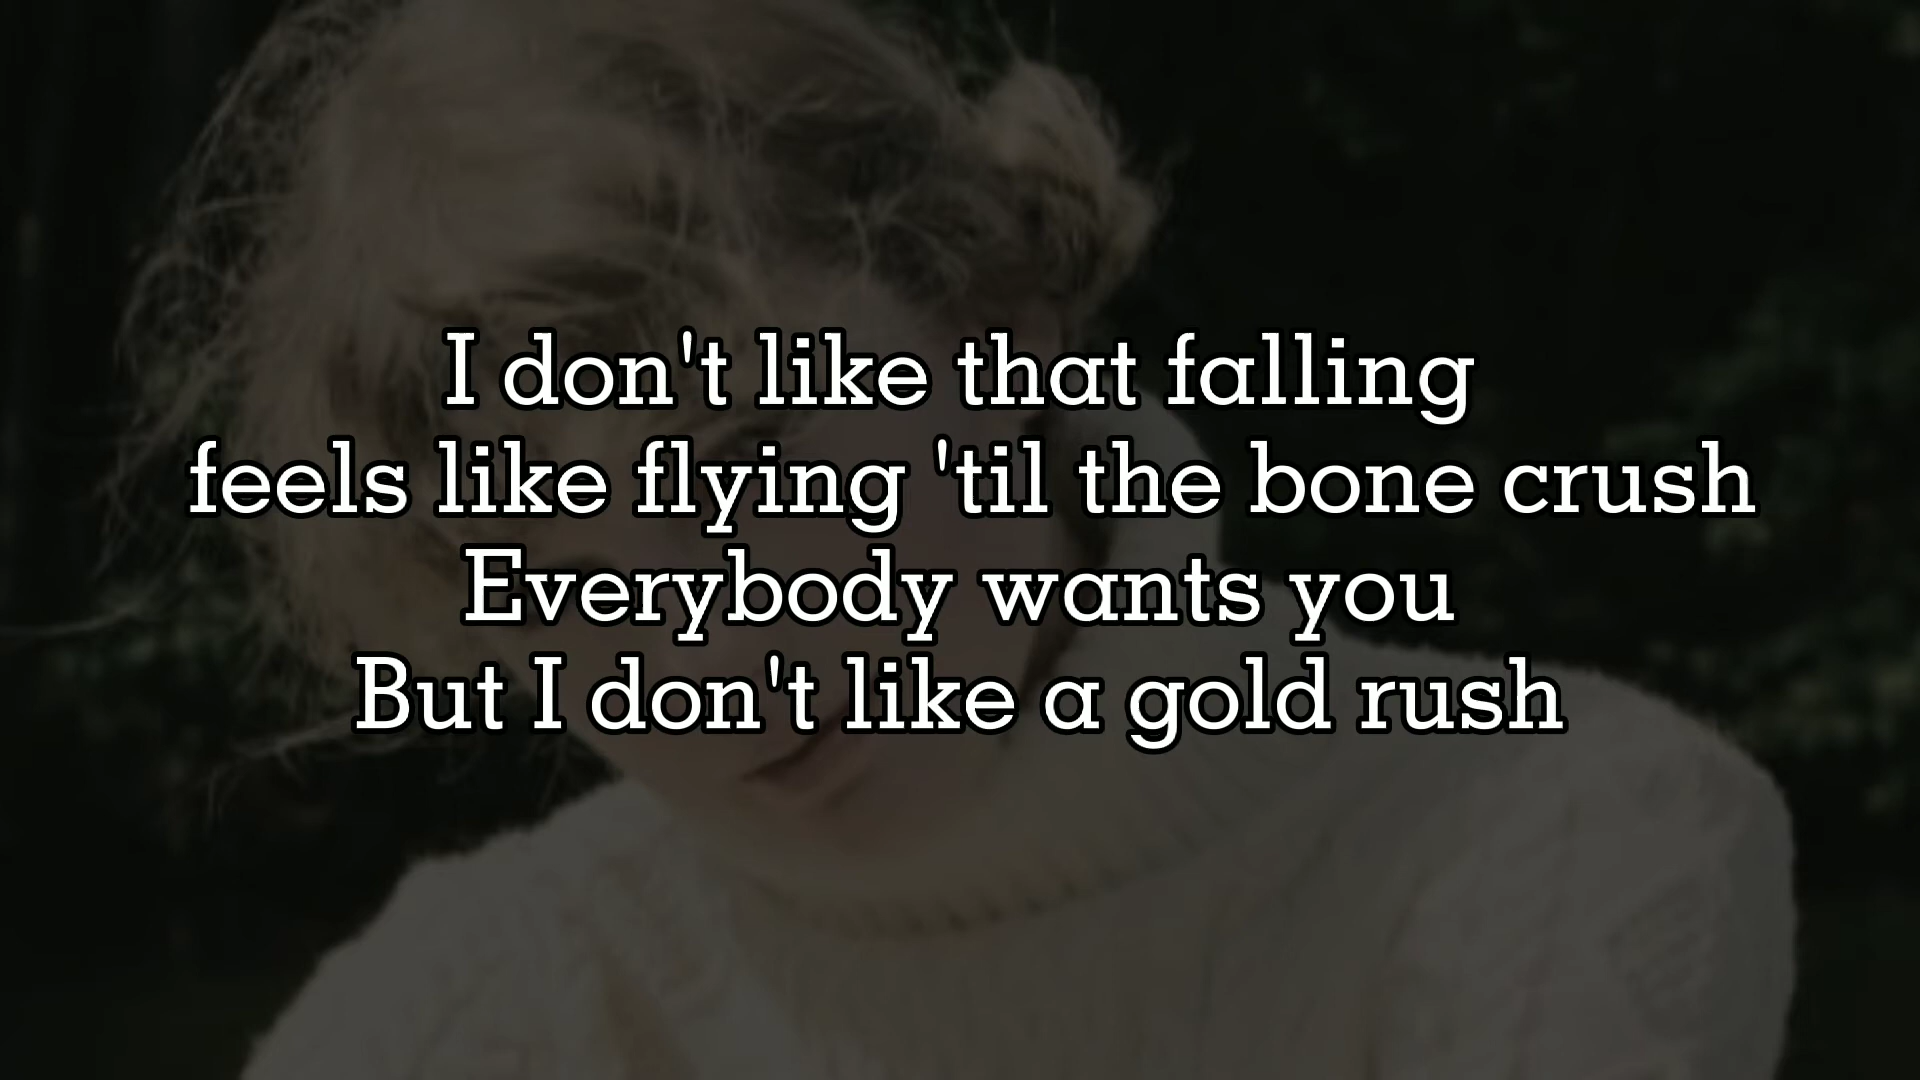 I don't like that falling
feels like flying 'til the bone crush
Everybody wants you
But I don't like a gold rush